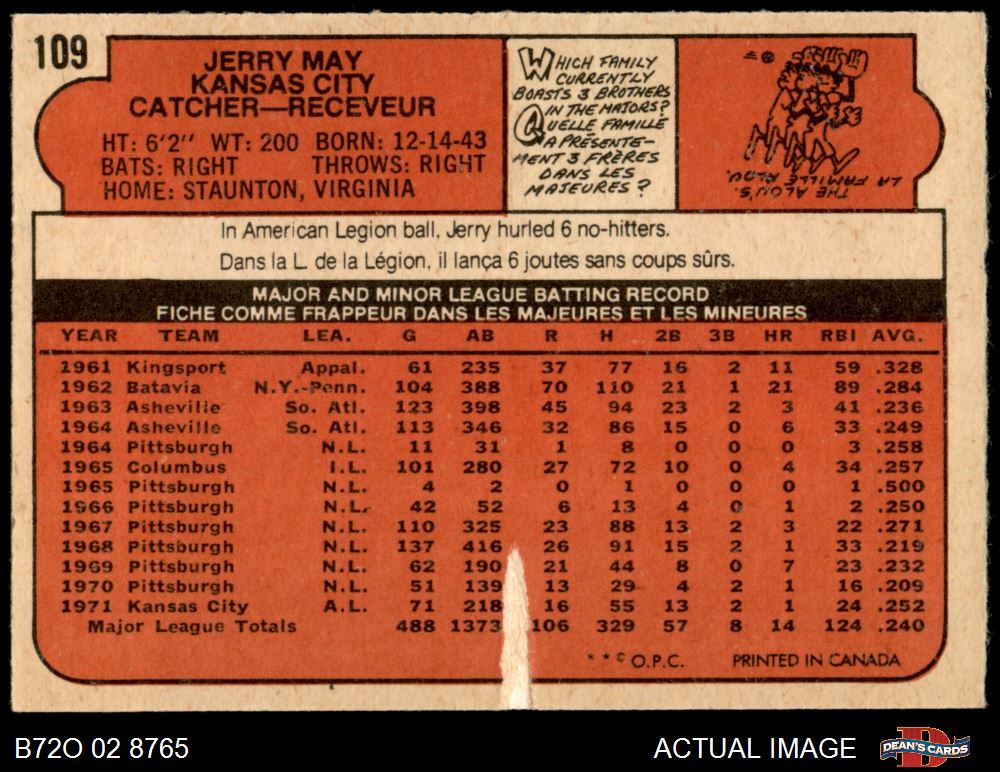 109
JERRY MAY
KANSAS CITY
CATCHER—RECEVEUR
HT: 6'2" WT: 200 BORN: 12-14-43
BATS: RIGHT THROWS: RIGHT
HOME: STAUNTON, VIRGINIA
WHICH FAMILY
CURRENTLY
BOASTS 3 BROTHERS
IN THE MAJORS?
QUELLE FAMILLE
A PRÉSENTE-
MENT 3 FRÈRES
DANS LES
MAJEURES?
THE ALOU'S.
LA FAMILLE ALOU.
In American Legion ball, Jerry hurled 6 no-hitters.
Dans la L. de la Légion, il lança 6 joutes sans coups sûrs.
MAJOR AND MINOR LEAGUE BATTING RECORD
FICHE COMME FRAPPEUR DANS LES MAJEURES ET LES MINEURES
YEAR TEAM LEA. G AB R H 2B 3B HR RBI AVG.
1961 Kingsport Appal. 61 235 37 77 16 2 11 59 .328
1962 Batavia N.Y.-Penn. 104 388 70 110 21 1 21 89 .284
1963 Asheville So. Atl. 123 398 45 94 23 2 3 41 .236
1964 Asheville So. Atl. 113 346 32 86 15 0 6 33 .249
1964 Pittsburgh N.L. 11 31 1 8 0 0 0 3 .258
1965 Columbus I.L. 101 280 27 72 10 0 4 34 .257
1965 Pittsburgh N.L. 4 2 0 1 0 0 0 1 .500
1966 Pittsburgh N.L. 42 52 6 13 4 0 1 2 .250
1967 Pittsburgh N.L. 110 325 23 88 13 2 3 22 .271
1968 Pittsburgh N.L. 137 416 26 91 15 2 1 33 .219
1969 Pittsburgh N.L. 62 190 21 44 8 0 7 23 .232
1970 Pittsburgh N.L. 51 139 13 29 4 2 1 16 .209
1971 Kansas City A.L. 71 218 16 55 13 2 1 24 .252
Major League Totals 488 1373 106 329 57 8 14 124 .240
**© O.P.C. PRINTED IN CANADA
B72O 02 8765 ACTUAL IMAGE DEAN'S CARDS